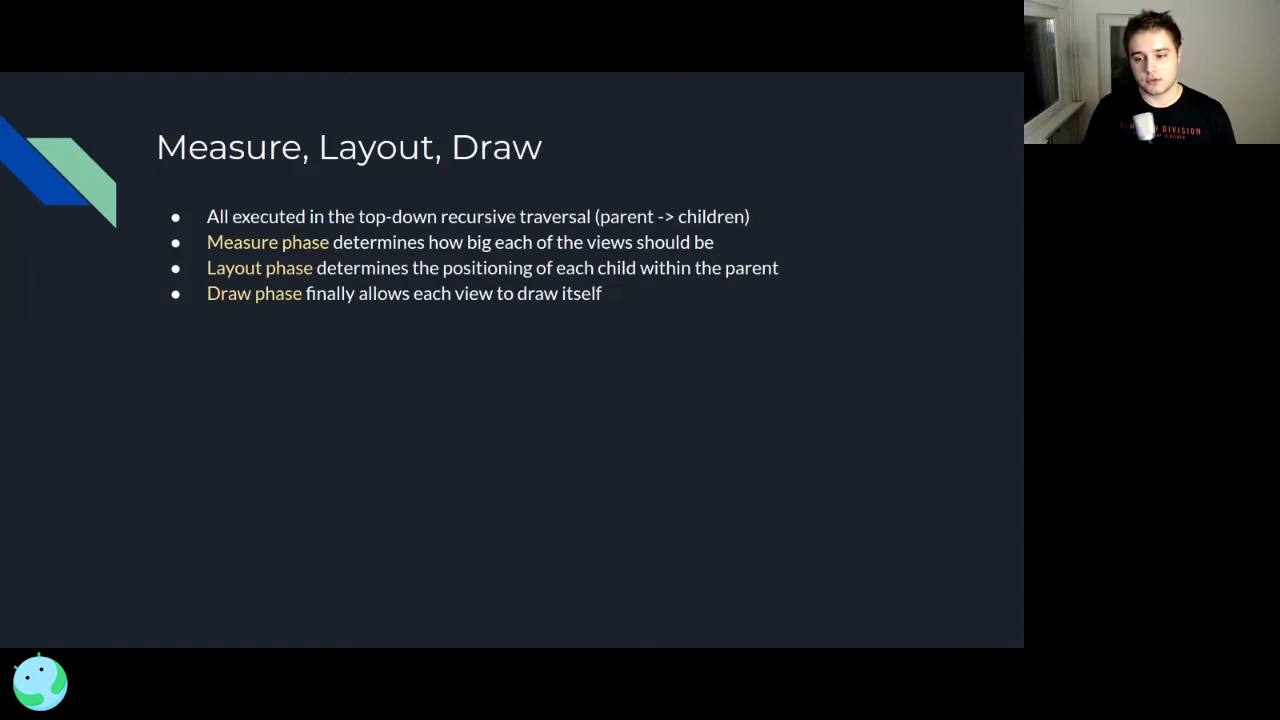 Measure, Layout, Draw
● All executed in the top-down recursive traversal (parent -> children)
● Measure phase determines how big each of the views should be
● Layout phase determines the positioning of each child within the parent
● Draw phase finally allows each view to draw itself
DIVISION